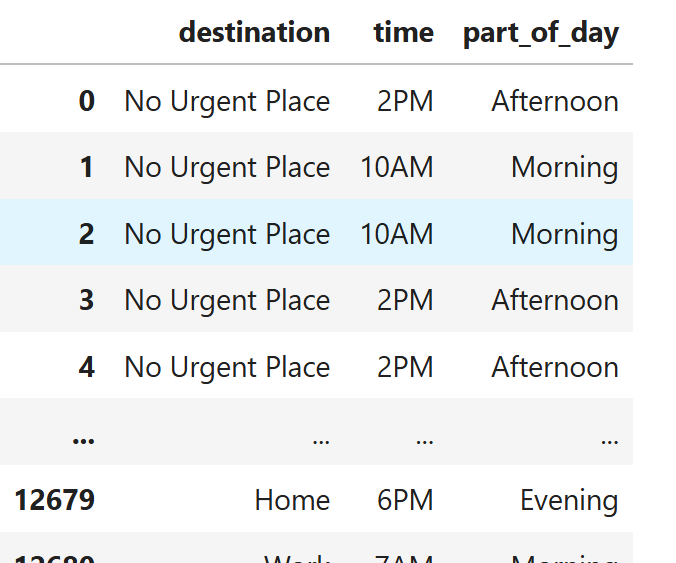 destination time part_of_day
0 No Urgent Place 2PM Afternoon
1 No Urgent Place 10AM Morning
2 No Urgent Place 10AM Morning
3 No Urgent Place 2PM Afternoon
4 No Urgent Place 2PM Afternoon
... ... ... ...
12679 Home 6PM Evening
12680 Work 7AM Morning